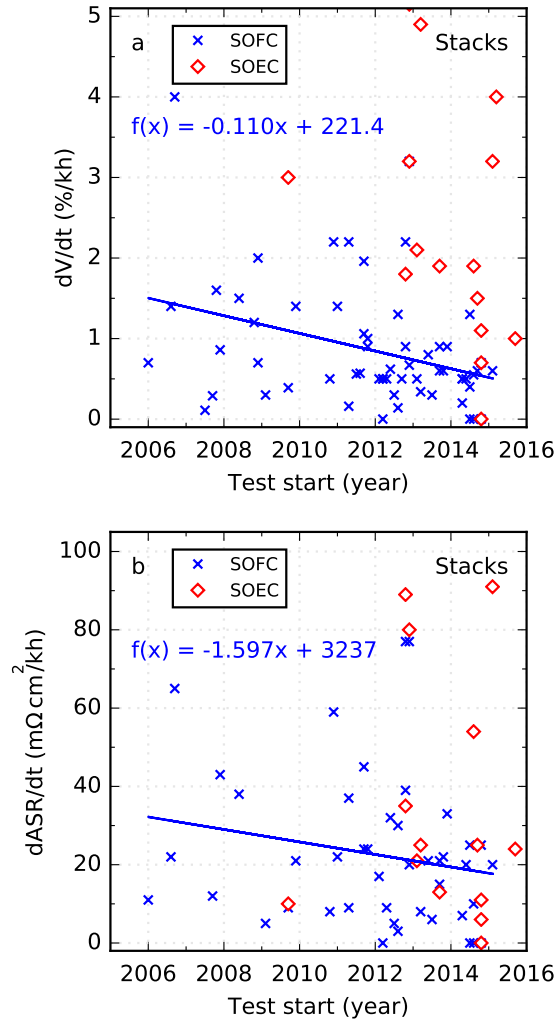 a
SOFC
SOEC
Stacks
f(x) = -0.110x + 221.4
5
4
3
2
1
0
dV/dt (%/kh)
2006 2008 2010 2012 2014 2016
Test start (year)
b
SOFC
SOEC
Stacks
f(x) = -1.597x + 3237
100
80
60
40
20
0
dASR/dt (mΩ cm²/kh)
2006 2008 2010 2012 2014 2016
Test start (year)